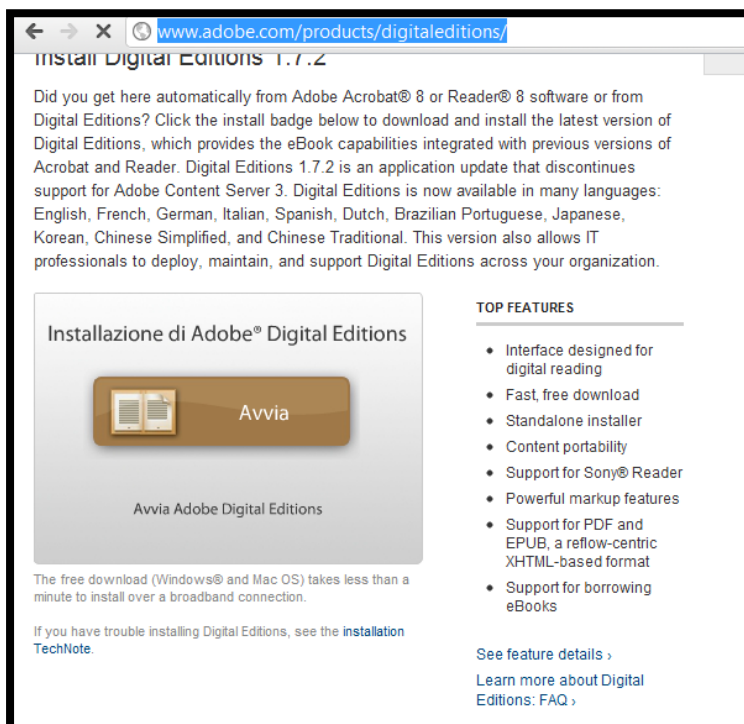 www.adobe.com/products/digitaleditions/
Install Digital Editions 1.7.2
Did you get here automatically from Adobe Acrobat® 8 or Reader® 8 software or from
Digital Editions? Click the install badge below to download and install the latest version of
Digital Editions, which provides the eBook capabilities integrated with previous versions of
Acrobat and Reader. Digital Editions 1.7.2 is an application update that discontinues
support for Adobe Content Server 3. Digital Editions is now available in many languages:
English, French, German, Italian, Spanish, Dutch, Brazilian Portuguese, Japanese,
Korean, Chinese Simplified, and Chinese Traditional. This version also allows IT
professionals to deploy, maintain, and support Digital Editions across your organization.
Installazione di Adobe® Digital Editions
Avvia
Avvia Adobe Digital Editions
The free download (Windows® and Mac OS) takes less than a
minute to install over a broadband connection.
If you have trouble installing Digital Editions, see the installation
TechNote.
TOP FEATURES
Interface designed for
digital reading
Fast, free download
Standalone installer
Content portability
Support for Sony® Reader
Powerful markup features
Support for PDF and
EPUB, a reflow-centric
XHTML-based format
Support for borrowing
eBooks
See feature details ›
Learn more about Digital
Editions: FAQ ›